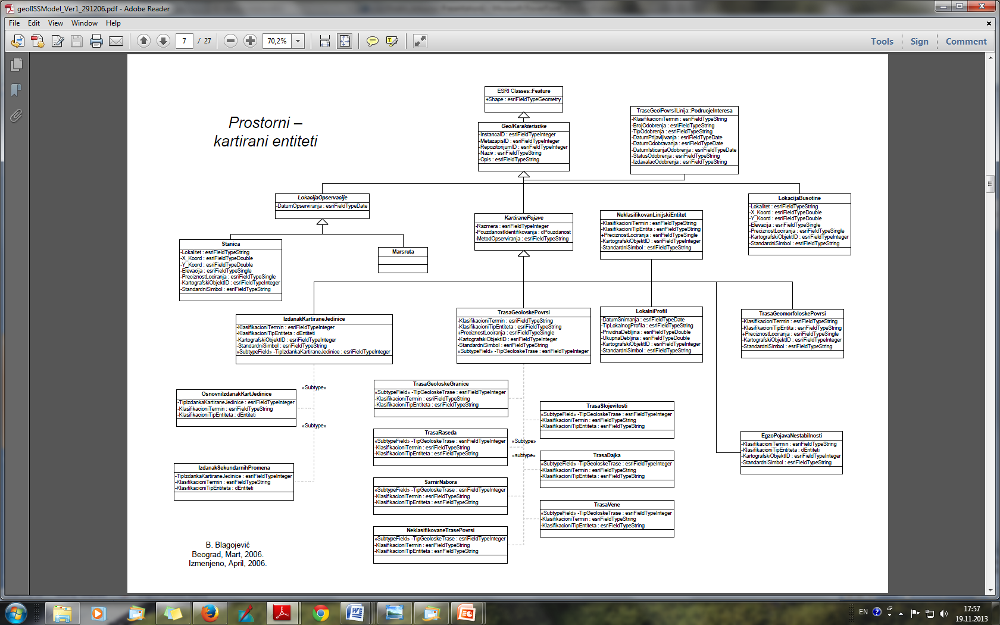 geolISSModel_Ver1_291206.pdf - Adobe Reader
File Edit View Window Help
7 / 27
70,2%
Tools Sign Comment
Prostorni –
kartirani entiteti
ESRI Classes::Feature
+Shape : esriFieldTypeGeometry
GeolKarakteristike
-InstancaID : esriFieldTypeInteger
-MetazapisID : esriFieldTypeInteger
-RepozitorijumID : esriFieldTypeInteger
-Naziv : esriFieldTypeString
-Opis : esriFieldTypeString
TraseGeolPovrsiILinija::PodrucjeInteresa
-KlasifikacioniTermin : esriFieldTypeString
-BrojOdobrenja : esriFieldTypeString
-TipOdobrenja : esriFieldTypeString
-DatumPrijavljivanja : esriFieldTypeDate
-DatumOdobravanja : esriFieldTypeDate
-DatumIsticanjaOdobrenja : esriFieldTypeDate
-StatusOdobrenja : esriFieldTypeString
-IzdavalacOdobrenja : esriFieldTypeString
LokacijaOpservacije
-DatumOpserviranja : esriFieldTypeDate
KartiranePojave
-Razmera : esriFieldTypeInteger
-PouzdanostIdentifikovanja : dPouzdanost
-MetodOpserviranja : esriFieldTypeString
NeklasifikovanLinijskiEntitet
-KlasifikacioniTermin : esriFieldTypeString
-KlasifikacioniTipEntita : esriFieldTypeString
+PreciznostLociranja : esriFieldTypeSingle
-KartografskiObjektID : esriFieldTypeInteger
-StandardniSimbol : esriFieldTypeString
LokacijaBusotine
-Lokalitet : esriFieldTypeString
-X_Koord : esriFieldTypeDouble
-Y_Koord : esriFieldTypeDouble
-Elevacija : esriFieldTypeSingle
-PreciznostLociranja : esriFieldTypeSingle
-KartografskiObjektID : esriFieldTypeInteger
-StandardniSimbol : esriFieldTypeString
Stanica
-Lokalitet : esriFieldTypeString
-X_Koord : esriFieldTypeDouble
-Y_Koord : esriFieldTypeDouble
-Elevacija : esriFieldTypeSingle
-PreciznostLociranja : esriFieldTypeSingle
-KartografskiObjektID : esriFieldTypeInteger
-StandardniSimbol : esriFieldTypeString
Marsruta
IzdanakKartiraneJedinice
-KlasifikacioniTermin : esriFieldTypeInteger
-KlasifikacioniTipEntiteta : dEntiteti
-KartografskiObjektID : esriFieldTypeInteger
-StandardniSimbol : esriFieldTypeString
«SubtypeField» -TipIzdankaKartiraneJedinice : esriFieldTypeInteger
TrasaGeoloskePovrsi
-KlasifikacioniTermin : esriFieldTypeString
-KlasifikacioniTipEntiteta : esriFieldTypeString
+PreciznostLociranja : esriFieldTypeSingle
-KartografskiObjektID : esriFieldTypeInteger
-StandardniSimbol : esriFieldTypeString
«SubtypeField» -TipGeoloskeTrase : esriFieldTypeInteger
LokalniProfil
-DatumSnimanja : esriFieldTypeDate
-TipLokalnogProfila : esriFieldTypeString
-PrividnaDebljina : esriFieldTypeDouble
-UkupnaDebljina : esriFieldTypeDouble
-KartografskiObjektID : esriFieldTypeInteger
-StandardniSimbol : esriFieldTypeString
TrasaGeomorfoloskePovrsi
-KlasifikacioniTermin : esriFieldTypeString
-KlasifikacioniTipEntita : esriFieldTypeString
+PreciznostLociranja : esriFieldTypeSingle
-KartografskiObjektID : esriFieldTypeInteger
-StandardniSimbol : esriFieldTypeString
«Subtype»
OsnovniIzdanakKartJedinice
-TipIzdankaKartiraneJedinice : esriFieldTypeInteger
-KlasifikacioniTermin : esriFieldTypeString
-KlasifikacioniTipEntiteta : dEntiteti
«Subtype»
IzdanakSekundarnihPromena
-TipIzdankaKartiraneJedinice : esriFieldTypeInteger
-KlasifikacioniTermin : esriFieldTypeString
-KlasifikacioniTipEntiteta : dEntiteti
TrasaGeoloskeGranice
«SubtypeField» -TipGeoloskeTrase : esriFieldTypeInteger
-KlasifikacioniTermin : esriFieldTypeString
-KlasifikacioniTipEntiteta : esriFieldTypeString
TrasaSlojevitosti
«SubtypeField» -TipGeoloskeTrase : esriFieldTypeInteger
-KlasifikacioniTermin : esriFieldTypeString
-KlasifikacioniTipEntiteta : esriFieldTypeString
TrasaRaseda
«SubtypeField» -TipGeoloskeTrase : esriFieldTypeInteger
-KlasifikacioniTermin : esriFieldTypeString
-KlasifikacioniTipEntiteta : esriFieldTypeString
«Subtype»
«subtype»
TrasaDajka
«SubtypeField» -TipGeoloskeTrase : esriFieldTypeInteger
-KlasifikacioniTermin : esriFieldTypeString
-KlasifikacioniTipEntiteta : esriFieldTypeString
EgzoPojavaNestabilnosti
-KlasifikacioniTermin : esriFieldTypeString
-KlasifikacioniTipEntiteta : dEntiteti
-KartografskiObjektID : esriFieldTypeInteger
-StandardniSimbol : esriFieldTypeString
SarnirNabora
«SubtypeField» -TipGeoloskeTrase : esriFieldTypeInteger
-KlasifikacioniTermin : esriFieldTypeString
-KlasifikacioniTipEntiteta : esriFieldTypeString
TrasaVene
«SubtypeField» -TipGeoloskeTrase : esriFieldTypeInteger
-KlasifikacioniTermin : esriFieldTypeString
-KlasifikacioniTipEntiteta : esriFieldTypeString
NeklasifikovaneTrasePovrsi
«SubtypeField» -TipGeoloskeTrase : esriFieldTypeInteger
-KlasifikacioniTermin : esriFieldTypeString
-KlasifikacioniTipEntiteta : esriFieldTypeString
B. Blagojević
Beograd, Mart, 2006.
Izmenjeno, April, 2006.
EN
17:57
19.11.2013